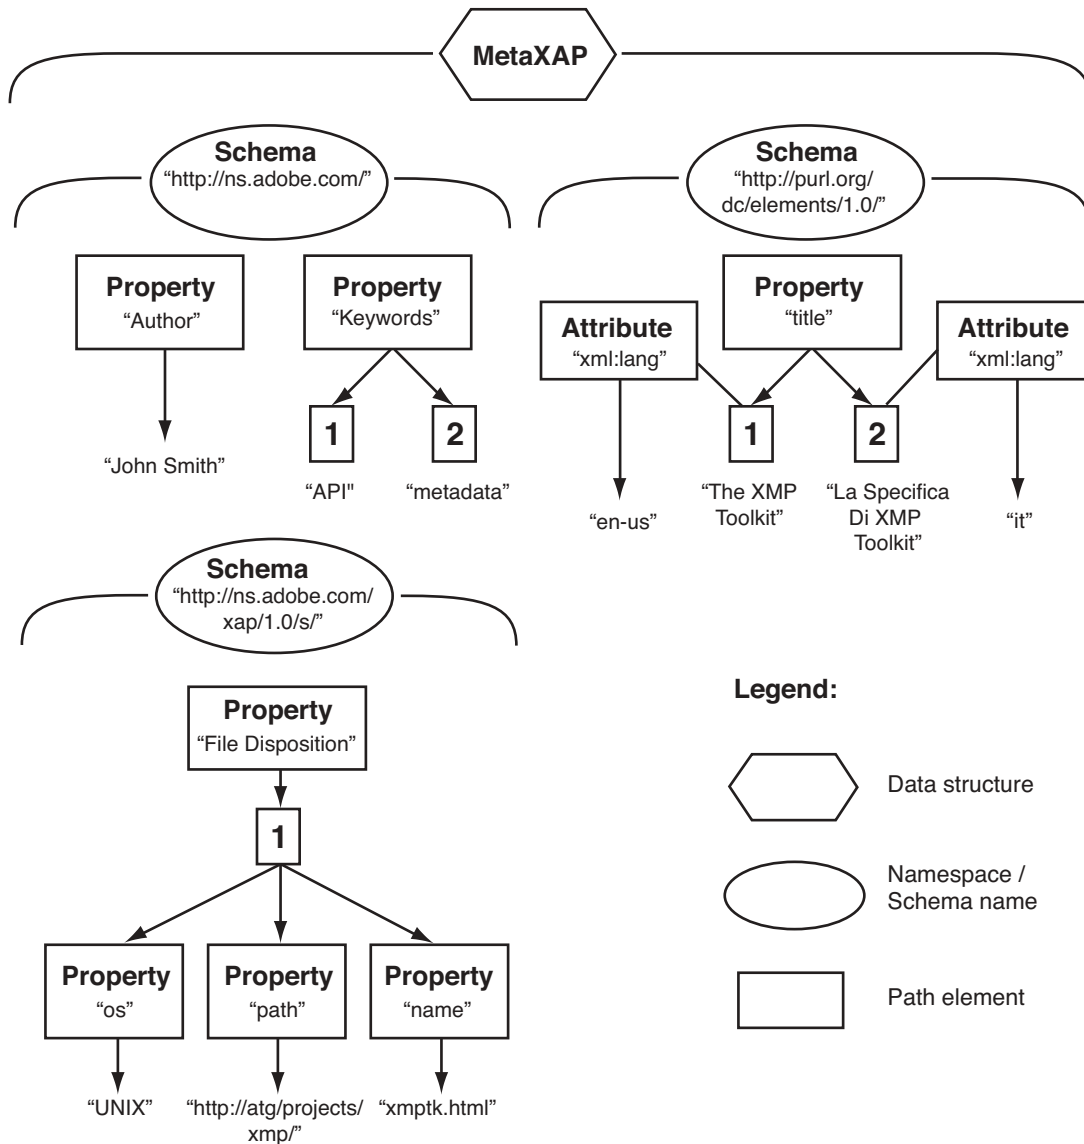 MetaXAP
Schema
“http://ns.adobe.com/”
Property
“Author”
“John Smith”
Property
“Keywords”
1
“API"
2
“metadata”
Schema
“http://purl.org/
dc/elements/1.0/”
Attribute
“xml:lang”
“en-us”
Property
“title”
1
“The XMP
Toolkit”
2
“La Specifica
Di XMP
Toolkit”
Attribute
“xml:lang”
“it”
Schema
“http://ns.adobe.com/
xap/1.0/s/”
Property
“File Disposition”
1
Property
“os”
“UNIX”
Property
“path”
“http://atg/projects/
xmp/”
Property
“name”
“xmptk.html”
Legend:
Data structure
Namespace /
Schema name
Path element